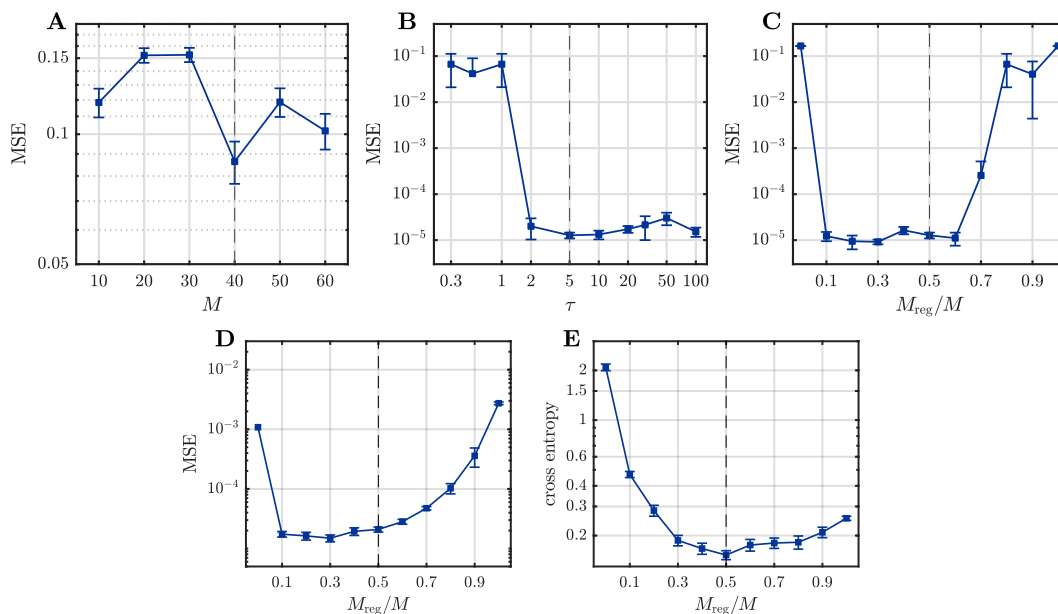 A
MSE
0.15
0.1
0.05
10 20 30 40 50 60
M
B
MSE
10⁻¹
10⁻²
10⁻³
10⁻⁴
10⁻⁵
0.3 1 2 5 10 20 50 100
τ
C
MSE
10⁻¹
10⁻²
10⁻³
10⁻⁴
10⁻⁵
0.1 0.3 0.5 0.7 0.9
M_reg/M
D
MSE
10⁻²
10⁻³
10⁻⁴
0.1 0.3 0.5 0.7 0.9
M_reg/M
E
cross entropy
2
1.5
1
0.6
0.4
0.3
0.2
0.1 0.3 0.5 0.7 0.9
M_reg/M